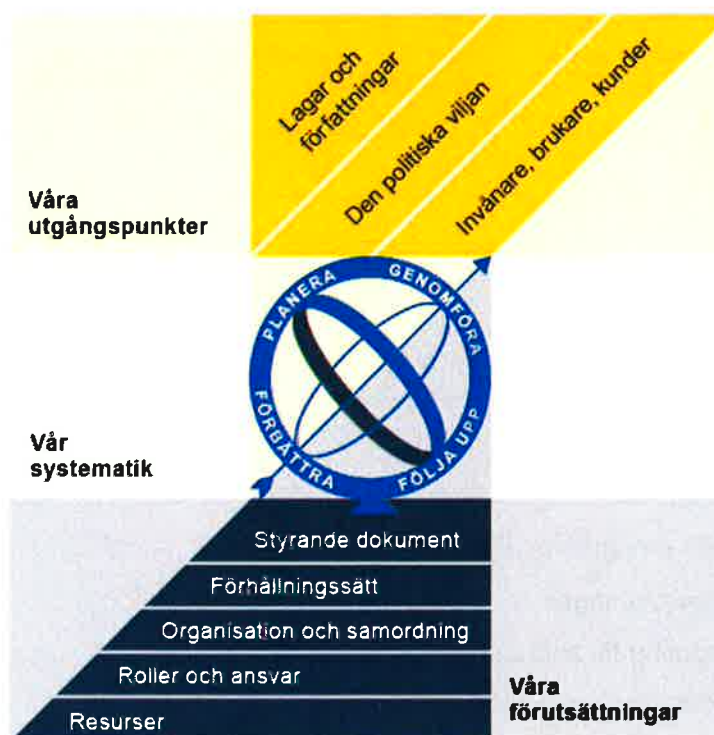 Lagar och
författningar
Den politiska viljan
Invånare, brukare, kunder
Våra
utgångspunkter
PLANERA
GENOMFÖRA
FÖRBÄTTRA
FÖLJA UPP
Vår
systematik
Styrande dokument
Förhållningssätt
Organisation och samordning
Roller och ansvar
Resurser
Våra
förutsättningar